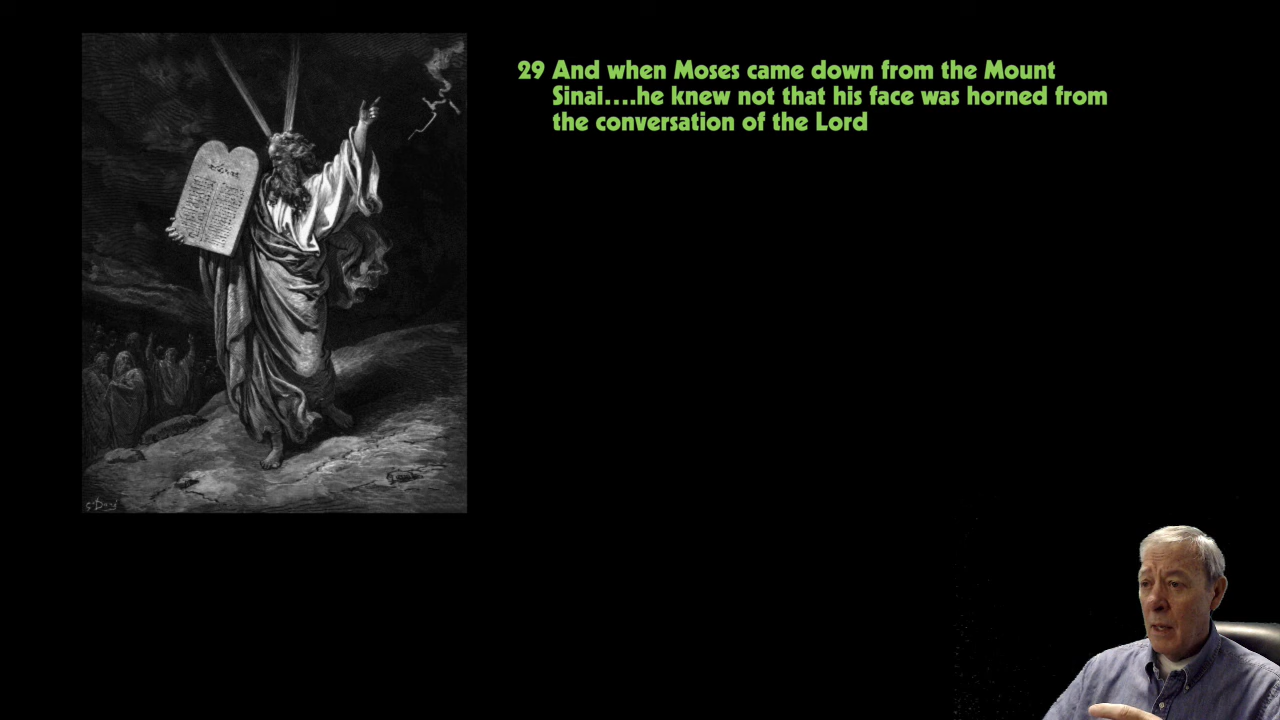 29 And when Moses came down from the Mount
Sinai....he knew not that his face was horned from
the conversation of the Lord